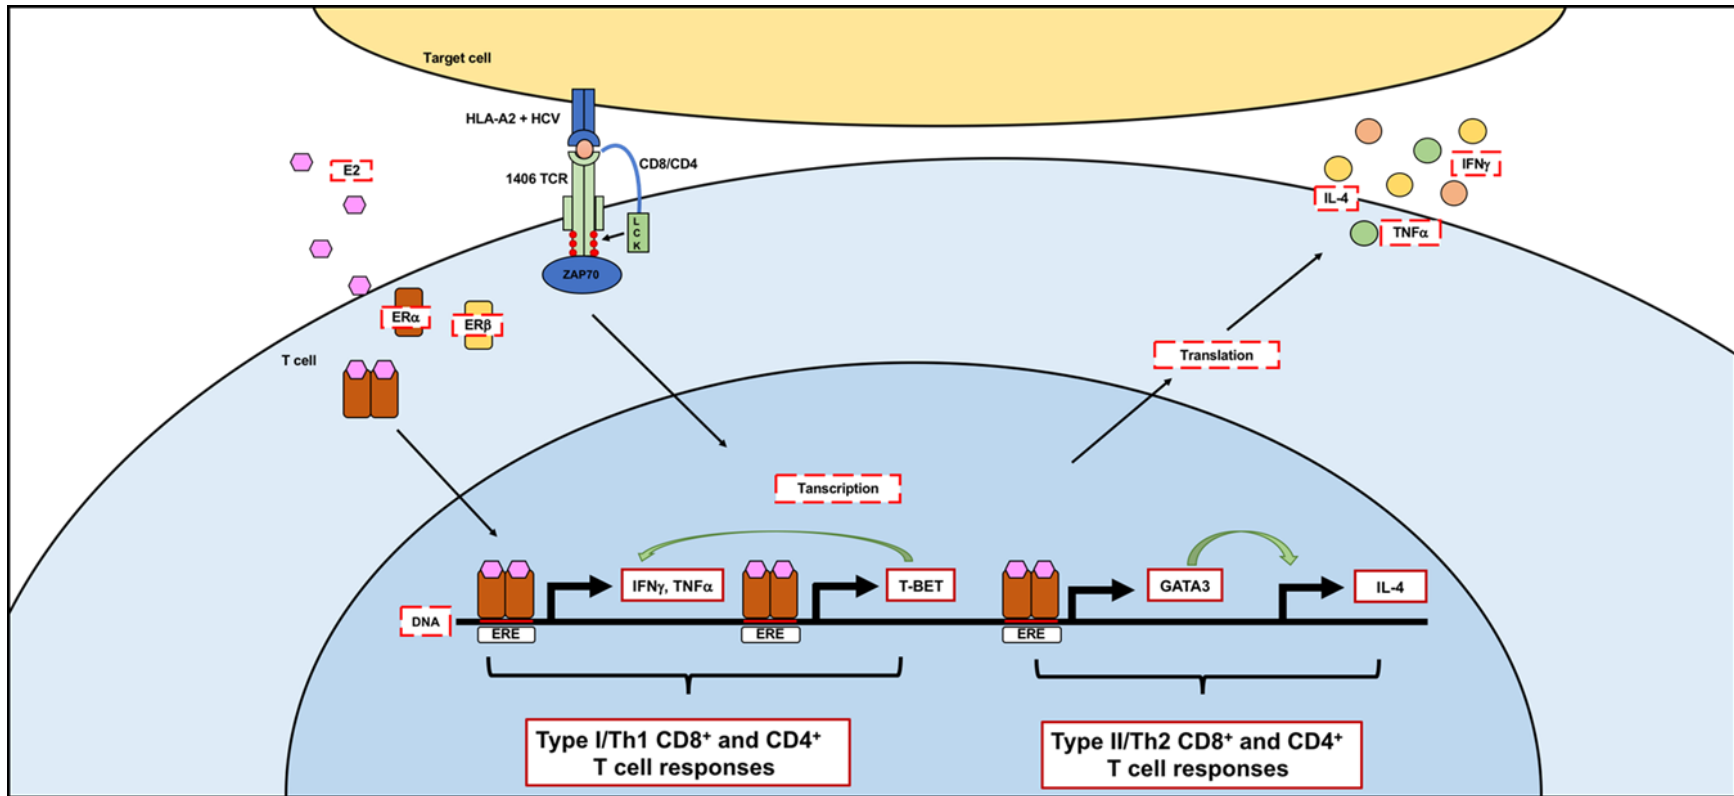 Target cell
HLA-A2 + HCV
CD8/CD4
E2
1406 TCR
L
C
K
ZAP70
IFNγ
IL-4
TNFα
ERα
ERβ
T cell
Translation
Tanscription
IFNγ, TNFα
T-BET
GATA3
IL-4
DNA
ERE
ERE
ERE
Type I/Th1 CD8⁺ and CD4⁺
T cell responses
Type II/Th2 CD8⁺ and CD4⁺
T cell responses